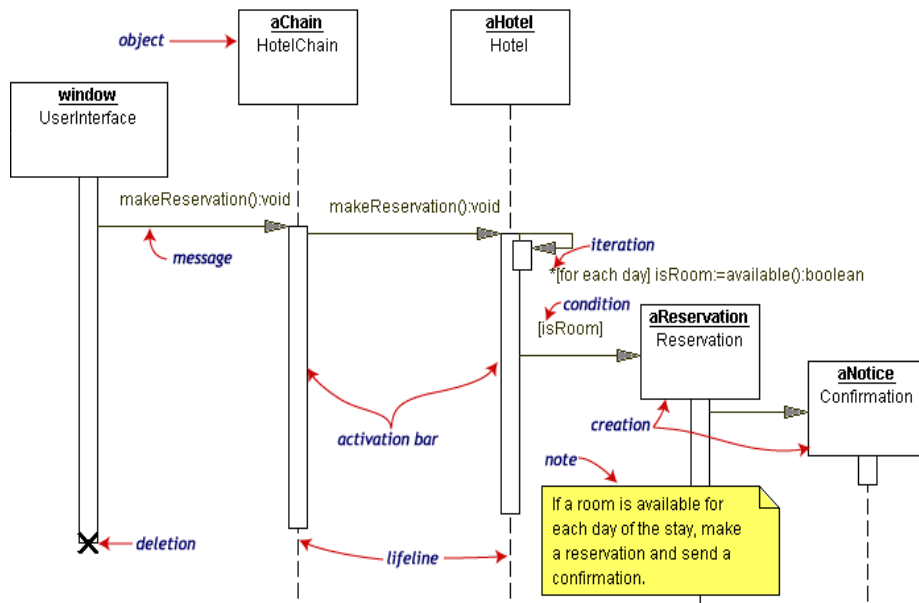 aChain
HotelChain
aHotel
Hotel
object
window
UserInterface
makeReservation():void
makeReservation():void
message
iteration
*[for each day] isRoom:=available():boolean
condition
[isRoom]
aReservation
Reservation
aNotice
Confirmation
activation bar
creation
note
If a room is available for
each day of the stay, make
a reservation and send a
confirmation.
deletion
lifeline